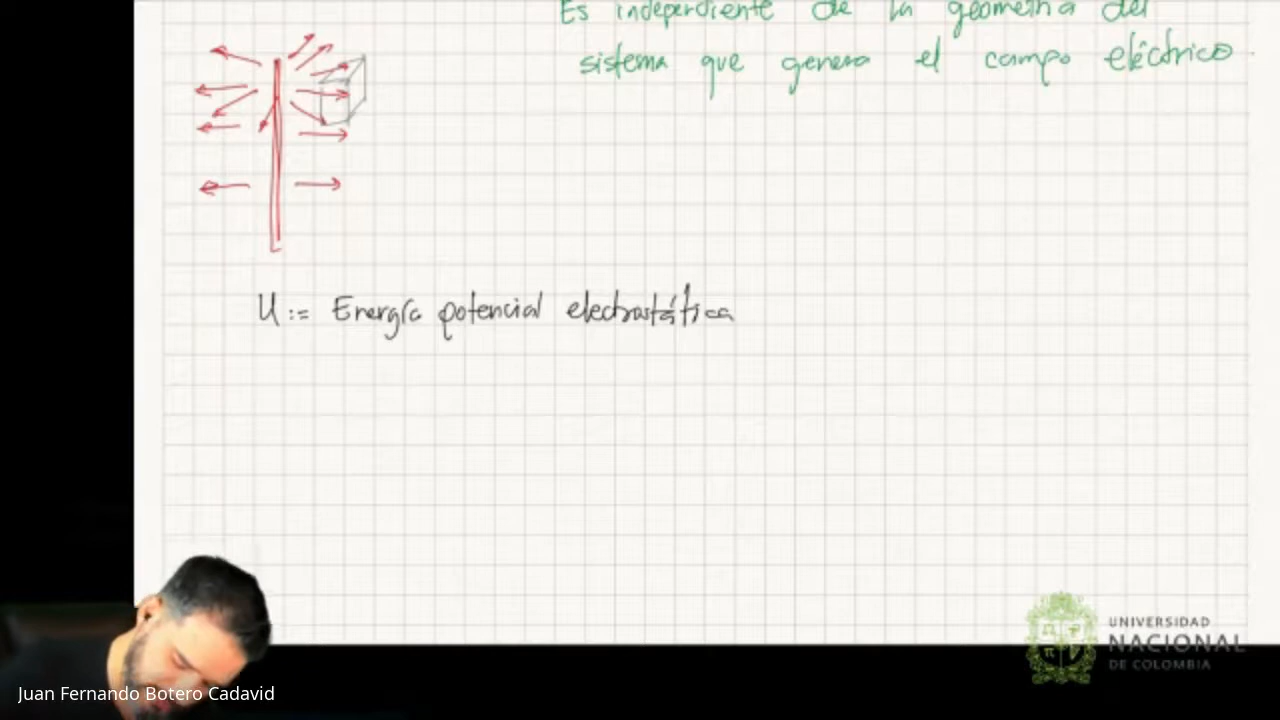 Es independiente de la geometría del
sistema que genera el campo eléctrico
U := Energía potencial electrostática
UNIVERSIDAD
NACIONAL
DE COLOMBIA
Juan Fernando Botero Cadavid